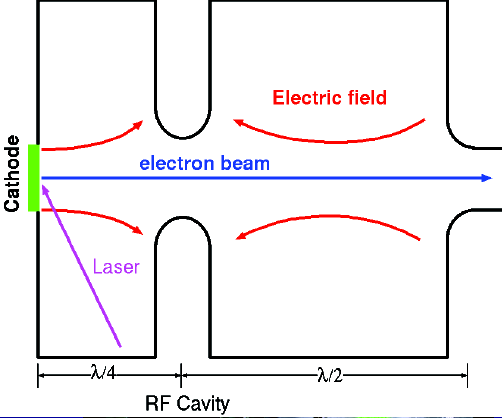 Electric field
electron beam
Cathode
Laser
λ/4
λ/2
RF Cavity